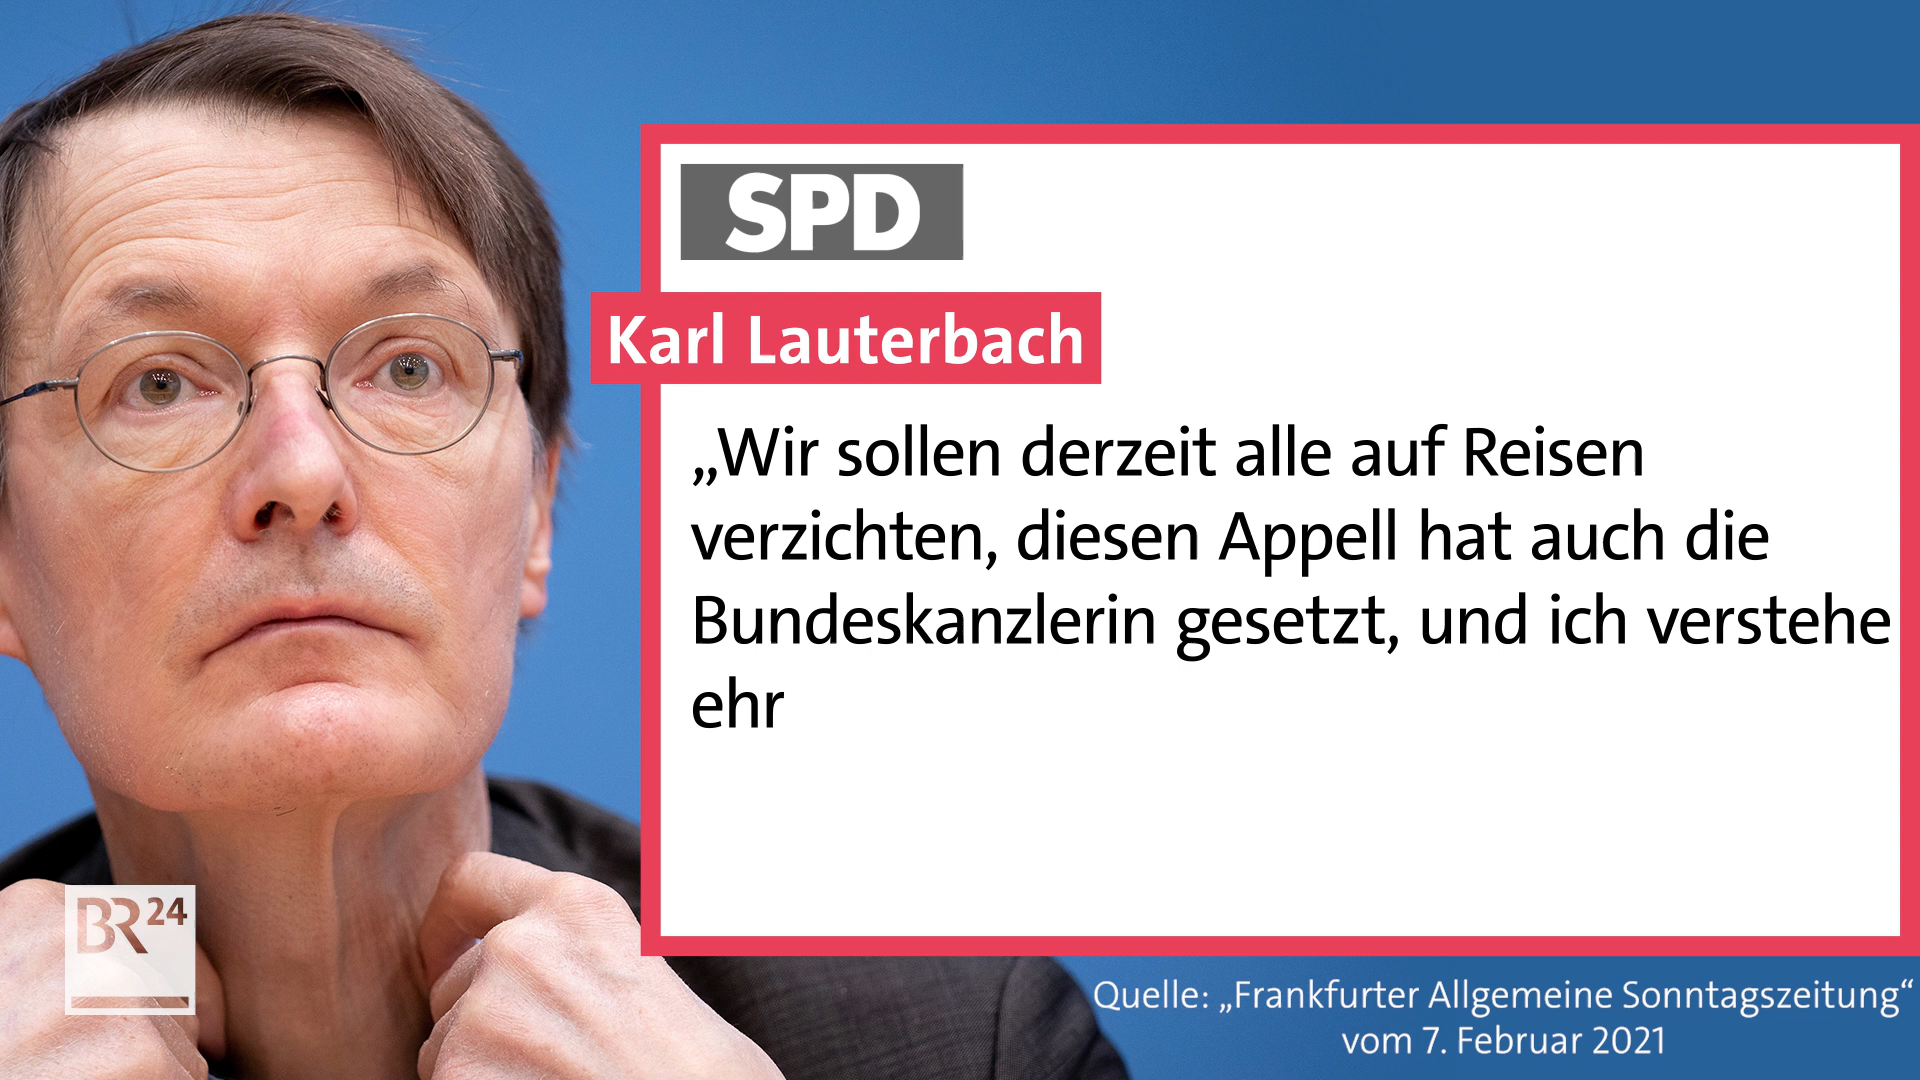 SPD
Karl Lauterbach
„Wir sollen derzeit alle auf Reisen
verzichten, diesen Appell hat auch die
Bundeskanzlerin gesetzt, und ich verstehe
ehr
BR24
Quelle: „Frankfurter Allgemeine Sonntagszeitung“
vom 7. Februar 2021